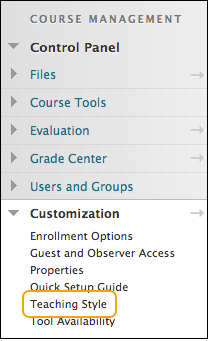 COURSE MANAGEMENT
Control Panel
Files
Course Tools
Evaluation
Grade Center
Users and Groups
Customization
Enrollment Options
Guest and Observer Access
Properties
Quick Setup Guide
Teaching Style
Tool Availability